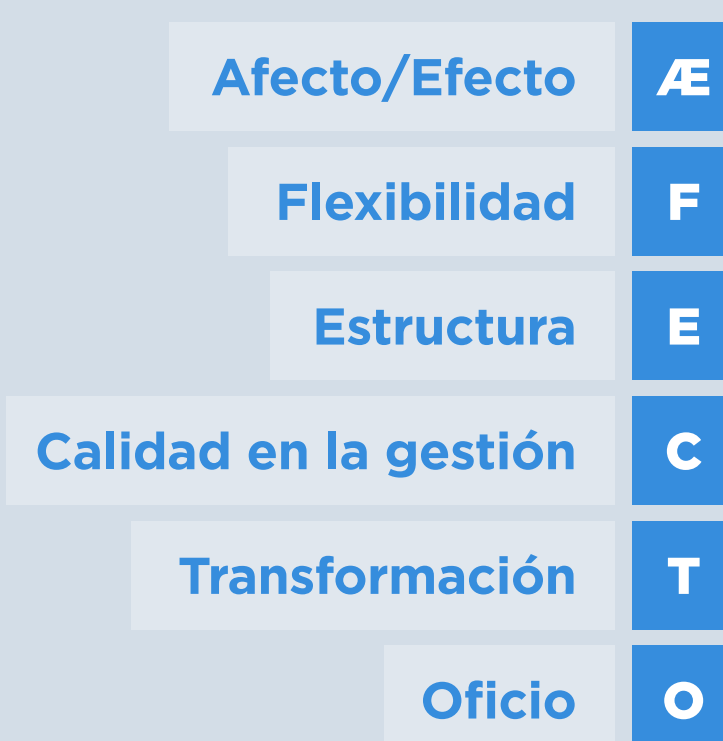 Afecto/Efecto Æ
Flexibilidad F
Estructura E
Calidad en la gestión C
Transformación T
Oficio O